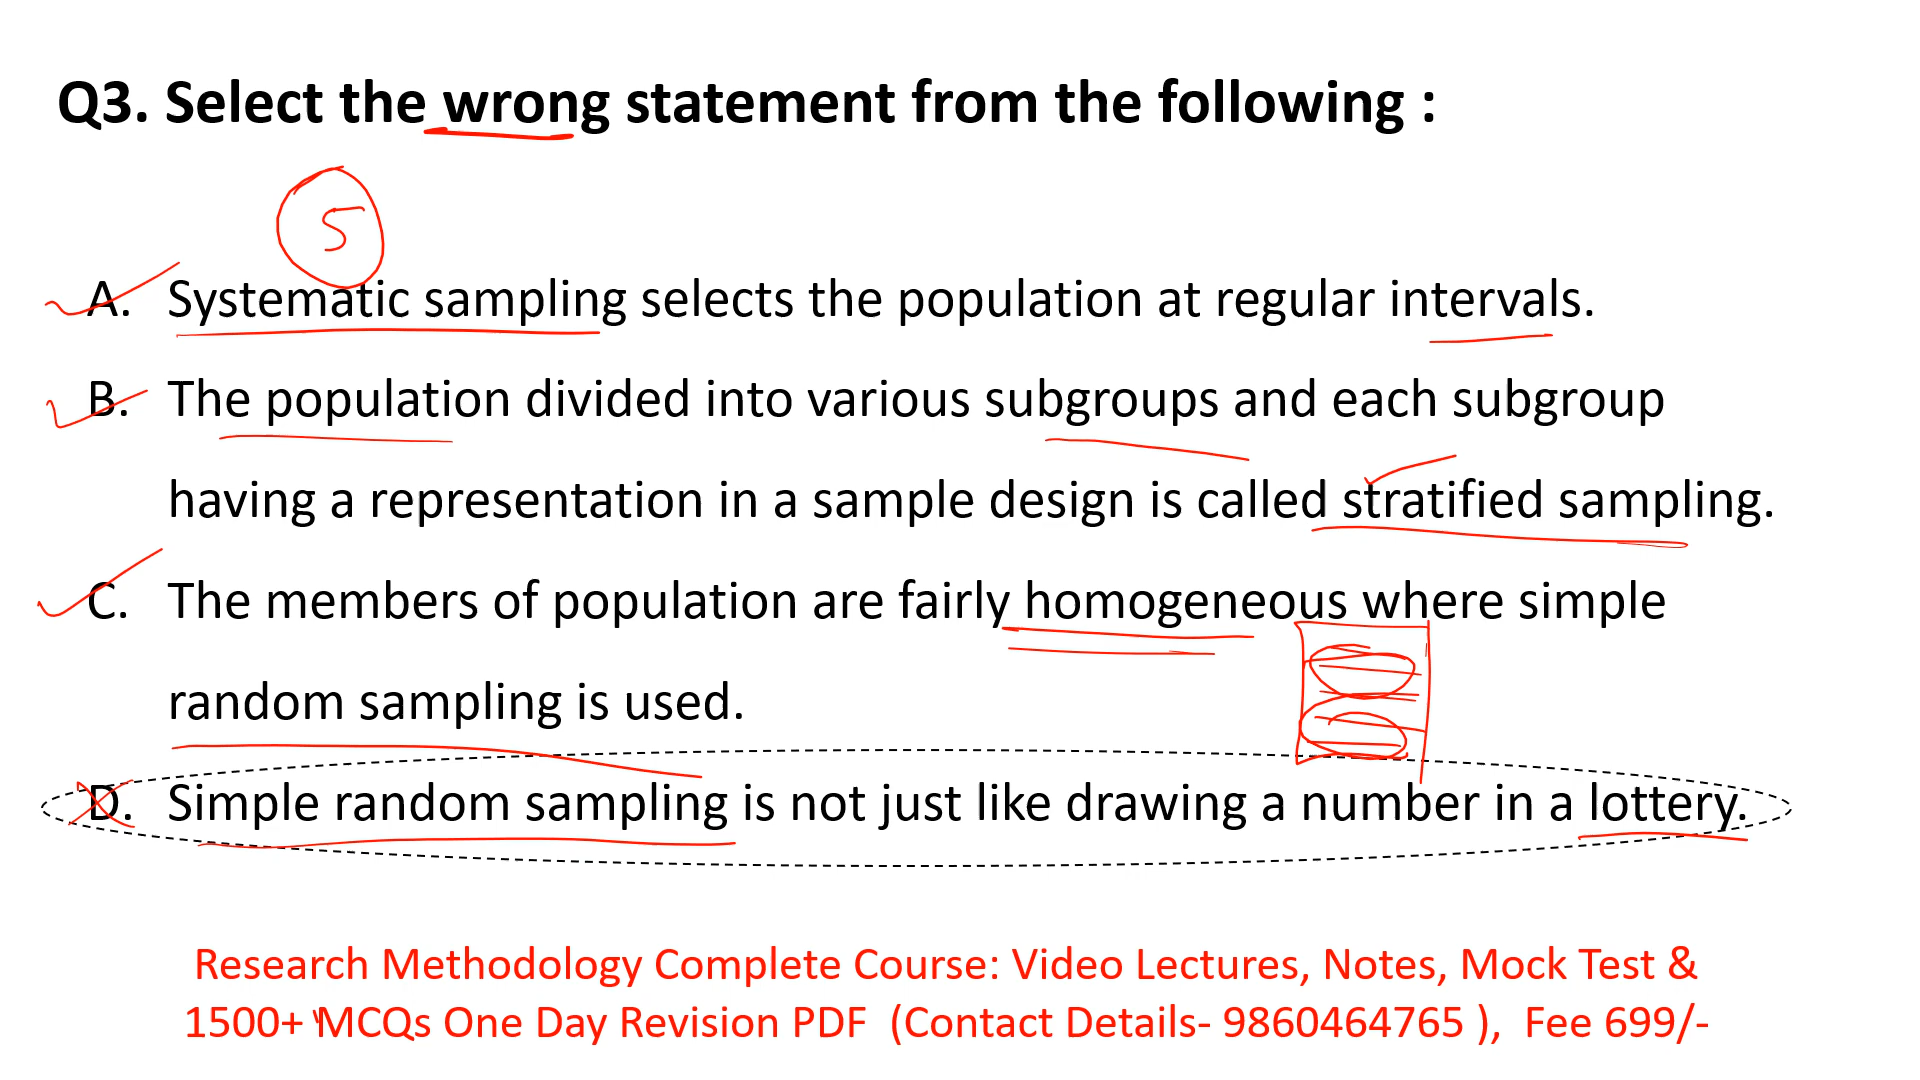 Q3. Select the wrong statement from the following :
5
A. Systematic sampling selects the population at regular intervals.
B. The population divided into various subgroups and each subgroup
having a representation in a sample design is called stratified sampling.
C. The members of population are fairly homogeneous where simple
random sampling is used.
D. Simple random sampling is not just like drawing a number in a lottery.
Research Methodology Complete Course: Video Lectures, Notes, Mock Test &
1500+ MCQs One Day Revision PDF (Contact Details- 9860464765 ), Fee 699/-